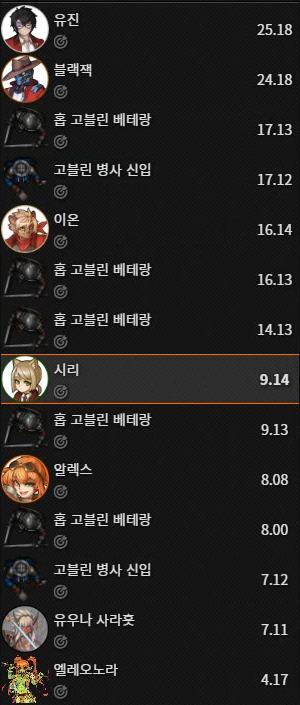 유진
25.18
블랙잭
24.18
홉 고블린 베테랑
17.13
고블린 병사 신입
17.12
이온
16.14
홉 고블린 베테랑
16.13
홉 고블린 베테랑
14.13
시리
9.14
홉 고블린 베테랑
9.13
알렉스
8.08
홉 고블린 베테랑
8.00
고블린 병사 신입
7.12
유우나 사라홋
7.11
엘레오노라
4.17